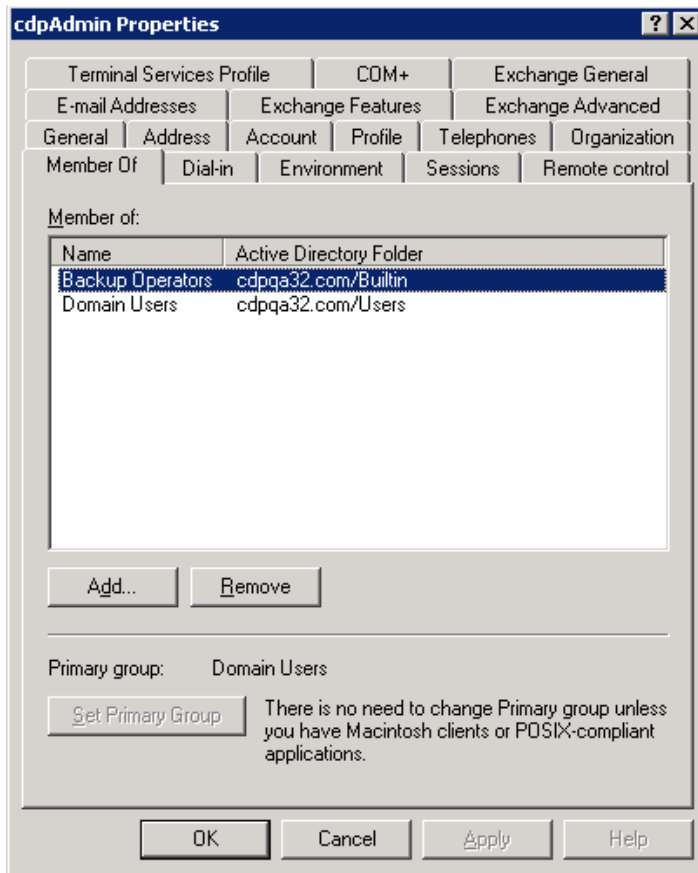 cdpAdmin Properties
Terminal Services Profile COM+ Exchange General
E-mail Addresses Exchange Features Exchange Advanced
General Address Account Profile Telephones Organization
Member Of Dial-in Environment Sessions Remote control
Member of:
Name Active Directory Folder
Backup Operators cdpqa32.com/Builtin
Domain Users cdpqa32.com/Users
Add... Remove
Primary group: Domain Users
Set Primary Group
There is no need to change Primary group unless
you have Macintosh clients or POSIX-compliant
applications.
OK Cancel Apply Help